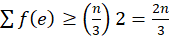 ∑ f(e) ≥ (n/3) 2 = 2n/3